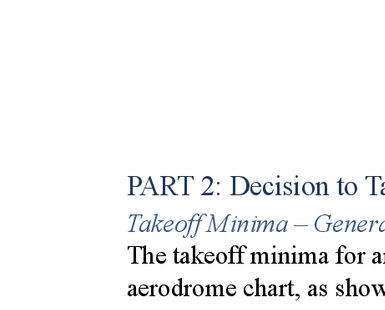 PART 2: Decision to Ta
Takeoff Minima – Genera
The takeoff minima for a
aerodrome chart, as show